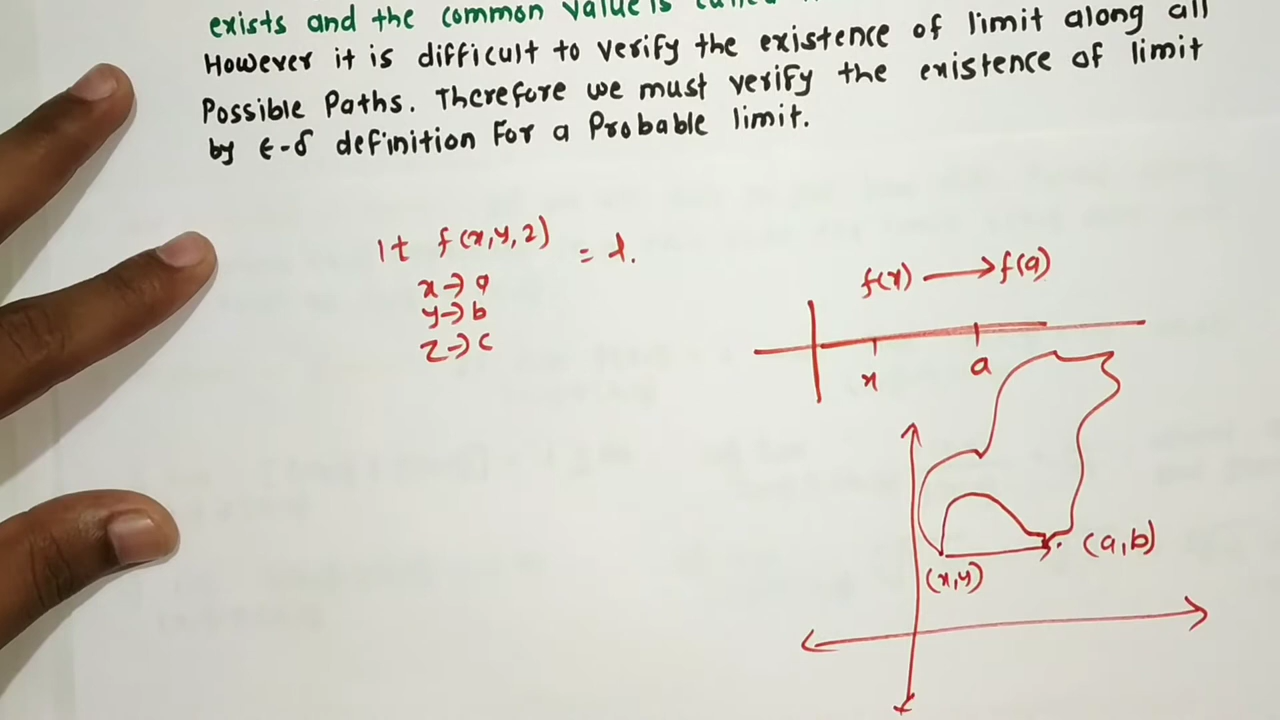 exists and the common value is called
However it is difficult to verify the existence of limit along all
Possible Paths. Therefore we must verify the existence of limit
by ϵ-δ definition For a Probable limit.
lt f(x,y,z) = l.
x→a
y→b
z→c
f(x) → f(a)
x a
(a,b)
(x,y)